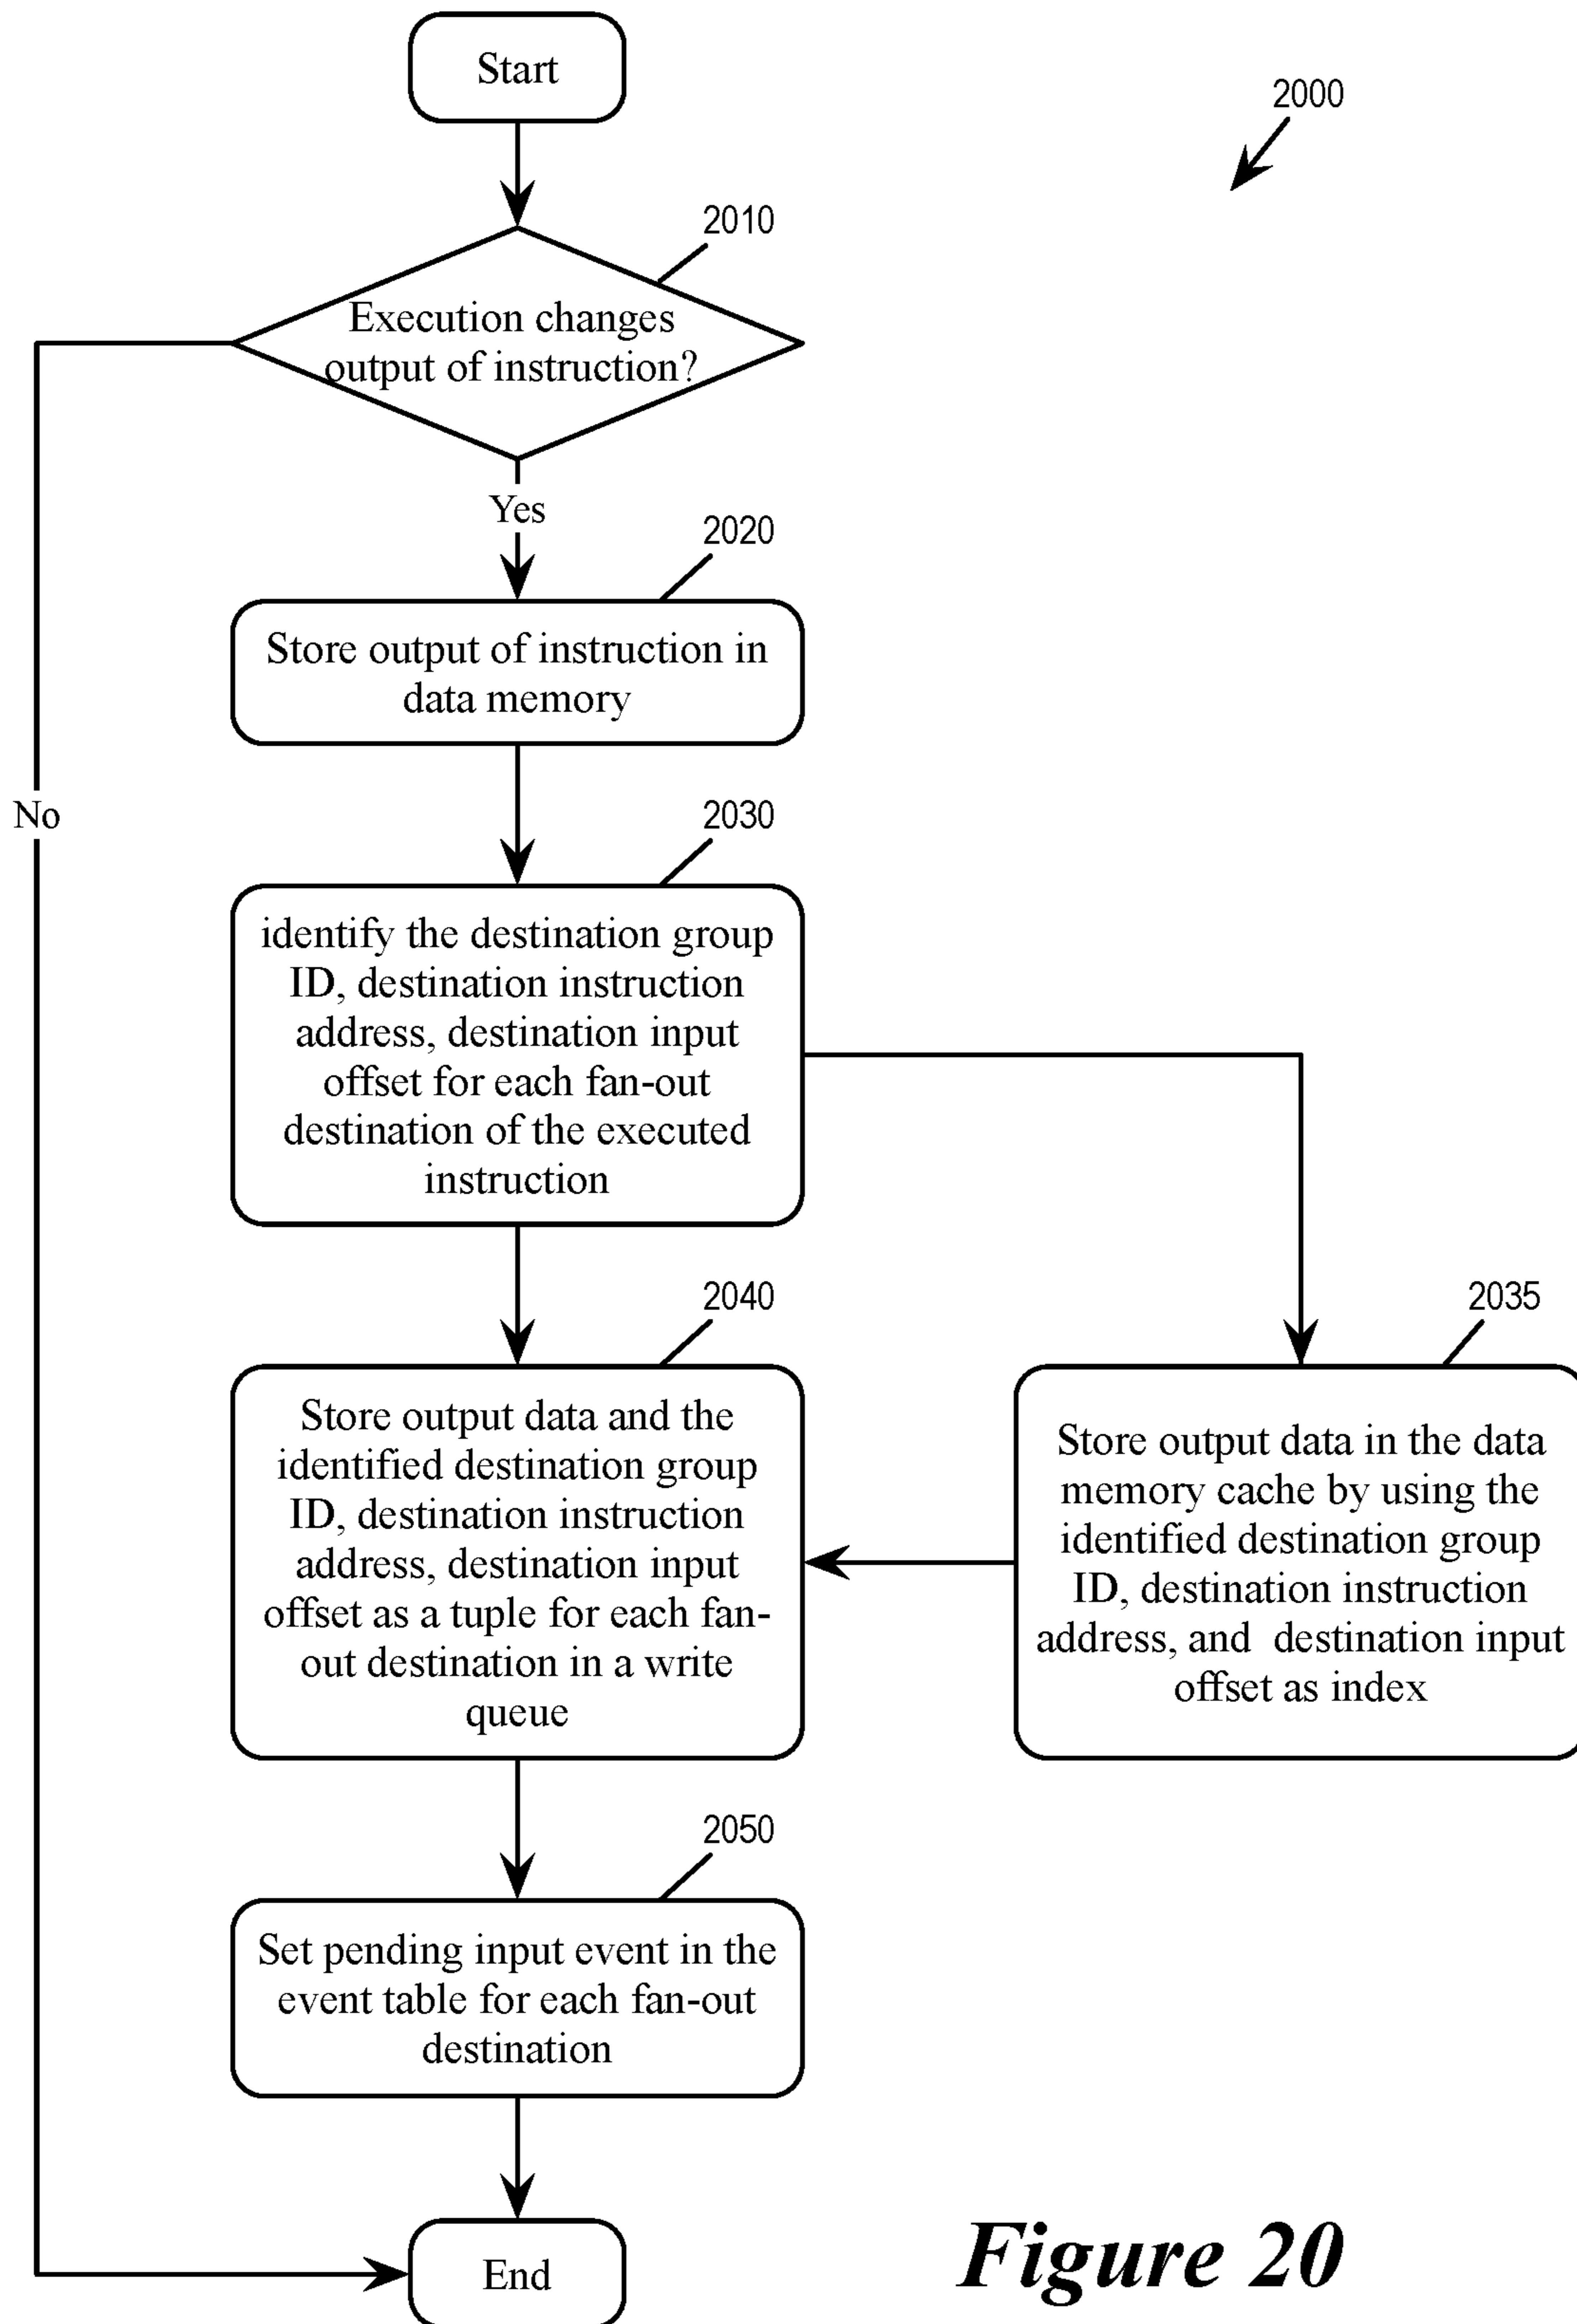 Start
2000
2010
Execution changes
output of instruction?
Yes
2020
Store output of instruction in
data memory
No
2030
identify the destination group
ID, destination instruction
address, destination input
offset for each fan-out
destination of the executed
instruction
2040
2035
Store output data and the
identified destination group
ID, destination instruction
address, destination input
offset as a tuple for each fan-
out destination in a write
queue
Store output data in the data
memory cache by using the
identified destination group
ID, destination instruction
address, and destination input
offset as index
2050
Set pending input event in the
event table for each fan-out
destination
End
Figure 20